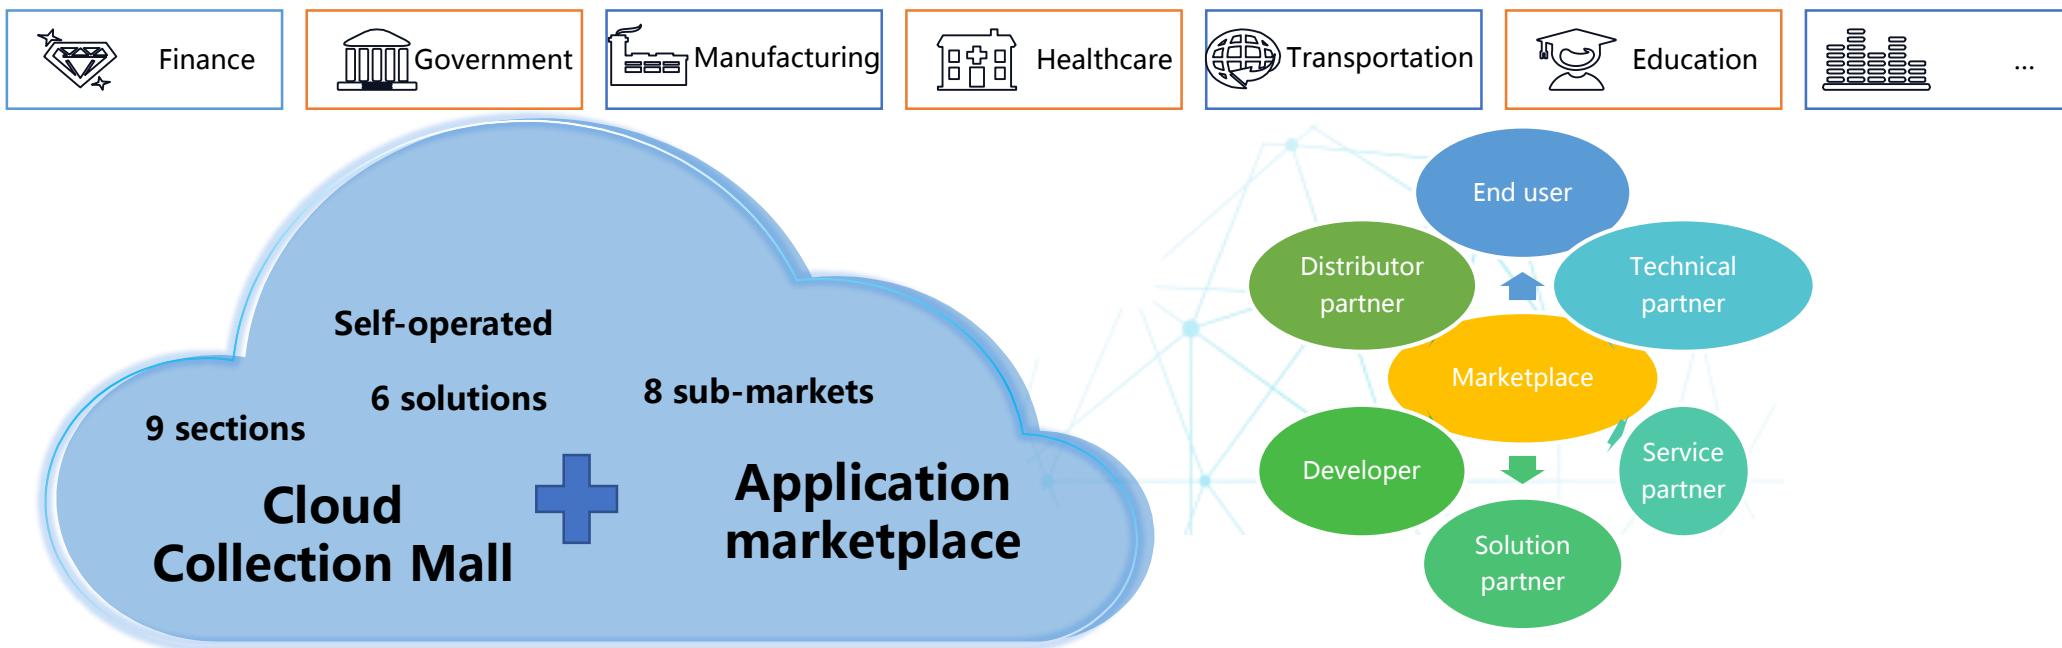 Finance
Government
Manufacturing
Healthcare
Transportation
Education
...
Self-operated
6 solutions
8 sub-markets
9 sections
Cloud
Collection Mall
Application
marketplace
End user
Distributor
partner
Technical
partner
Marketplace
Developer
Service
partner
Solution
partner